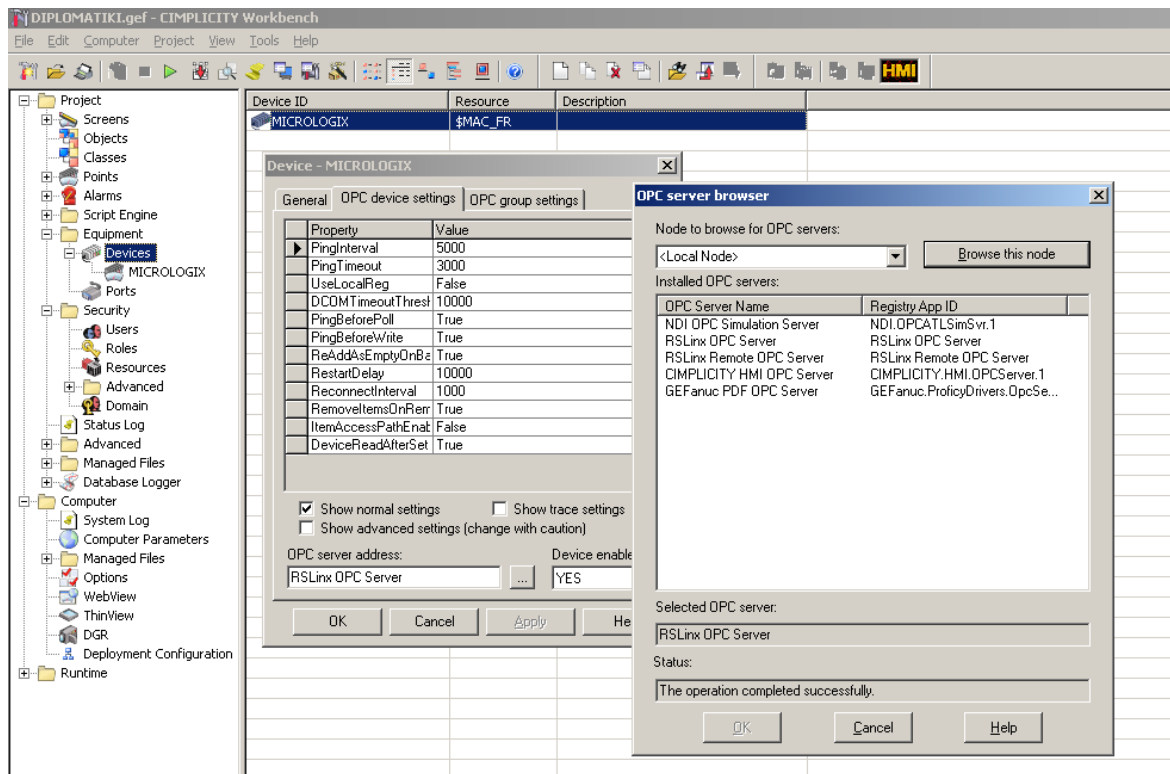 DIPLOMATIKI.gef - CIMPLICITY Workbench
File Edit Computer Project View Tools Help
HMI
Project
Screens
Objects
Classes
Points
Alarms
Script Engine
Equipment
Devices
MICROLOGIX
Ports
Security
Users
Roles
Resources
Advanced
Domain
Status Log
Advanced
Managed Files
Database Logger
Computer
System Log
Computer Parameters
Managed Files
Options
WebView
ThinView
DGR
Deployment Configuration
Runtime
Device ID Resource Description
MICROLOGIX $MAC_FR
Device - MICROLOGIX
General OPC device settings OPC group settings
Property Value
PingInterval 5000
PingTimeout 3000
UseLocalReg False
DCOMTimeoutThresh 10000
PingBeforePoll True
PingBeforeWrite True
ReAddAsEmptyOnBa True
RestartDelay 10000
ReconnectInterval 1000
RemoveItemsOnRem True
ItemAccessPathEnat False
DeviceReadAfterSet True
Show normal settings Show trace settings
Show advanced settings (change with caution)
OPC server address: Device enable
RSLinx OPC Server ... YES
OK Cancel Apply He
OPC server browser
Node to browse for OPC servers:
<Local Node> Browse this node
Installed OPC servers:
OPC Server Name Registry App ID
NDI OPC Simulation Server NDI.OPCATLSimSvr.1
RSLinx OPC Server RSLinx OPC Server
RSLinx Remote OPC Server RSLinx Remote OPC Server
CIMPLICITY HMI OPC Server CIMPLICITY.HMI.OPCServer.1
GEFanuc PDF OPC Server GEFanuc.ProficyDrivers.OpcSe...
Selected OPC server:
RSLinx OPC Server
Status:
The operation completed successfully.
OK Cancel Help